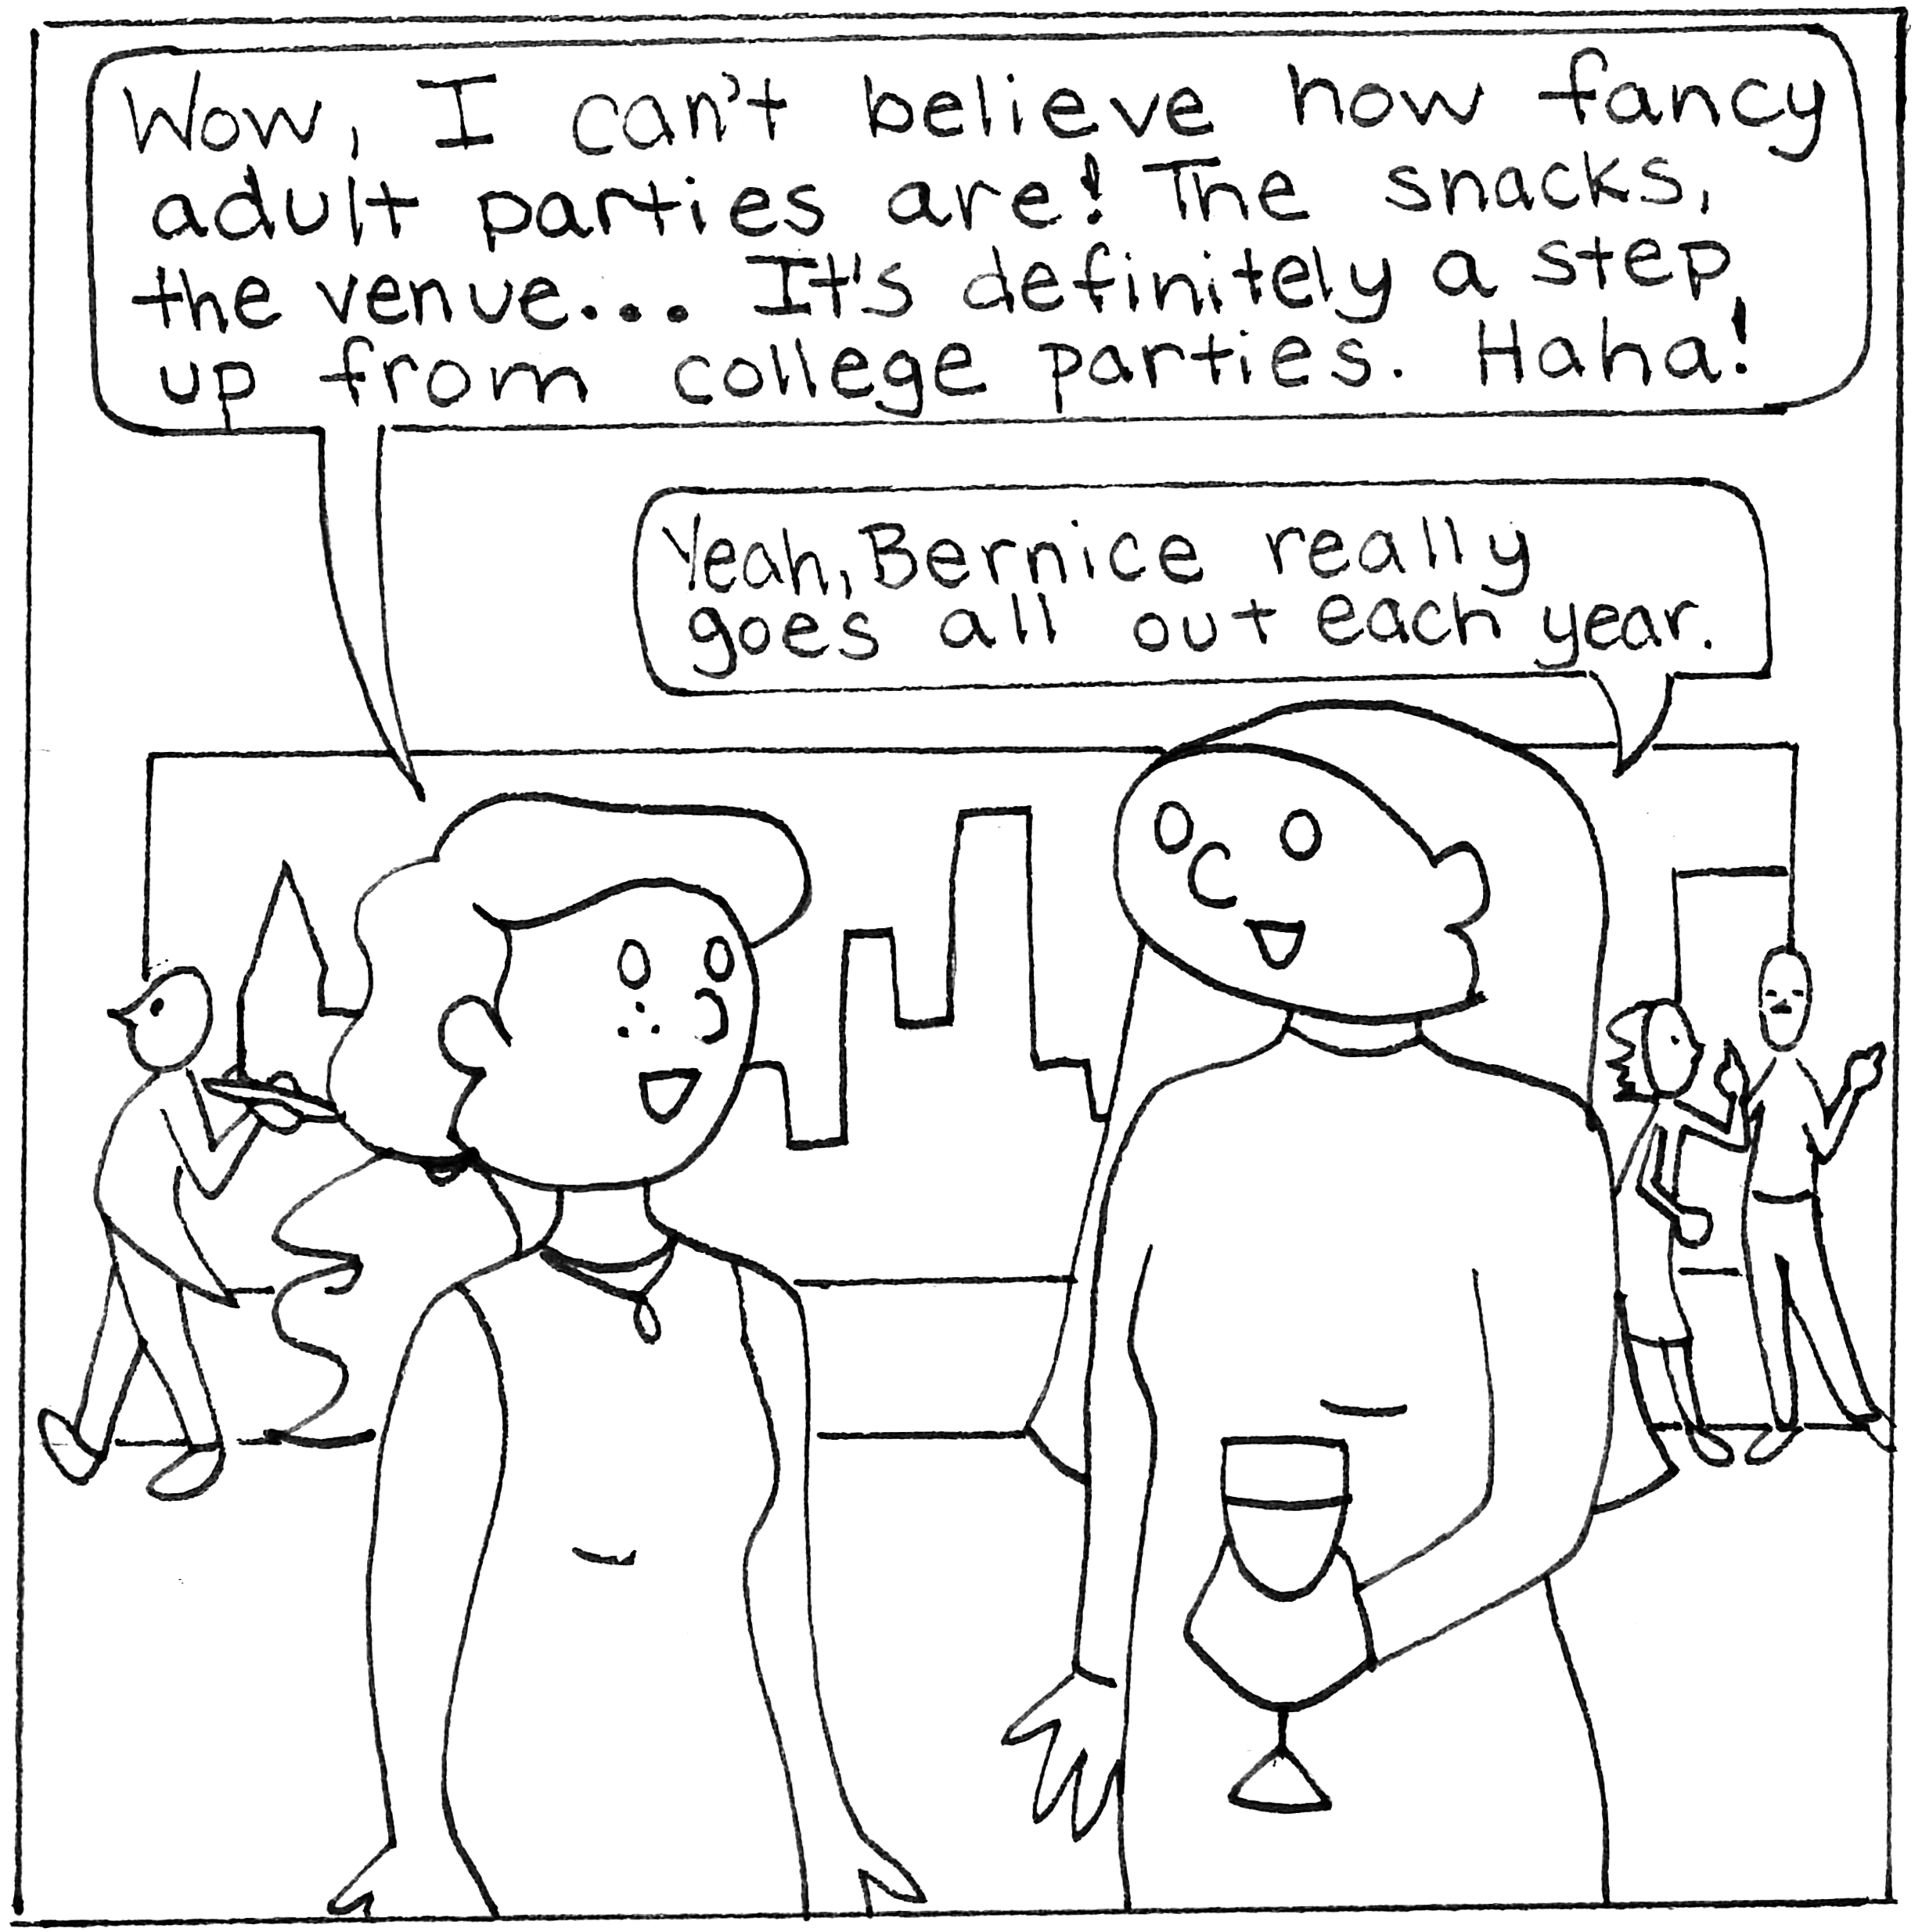 Wow, I can't believe how fancy
adult parties are! The snacks,
the venue... It's definitely a step
up from college parties. Haha!
Yeah, Bernice really
goes all out each year.